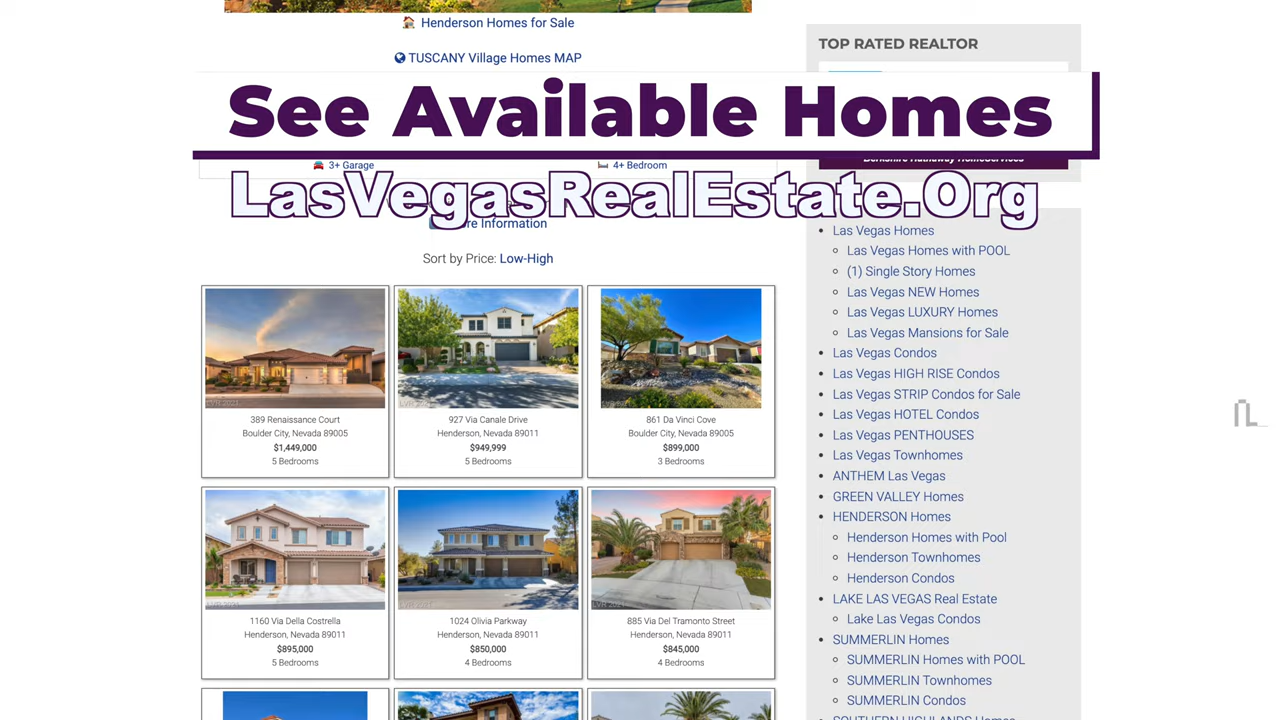 Henderson Homes for Sale
TUSCANY Village Homes MAP
See Available Homes
3+ Garage
4+ Bedroom
LasVegasRealEstate.Org
Information
Sort by Price: Low-High
389 Renaissance Court
Boulder City, Nevada 89005
$1,449,000
5 Bedrooms
927 Via Canale Drive
Henderson, Nevada 89011
$949,999
5 Bedrooms
861 Da Vinci Cove
Boulder City, Nevada 89005
$899,000
3 Bedrooms
1160 Via Della Costrella
Henderson, Nevada 89011
$895,000
5 Bedrooms
1024 Olivia Parkway
Henderson, Nevada 89011
$850,000
4 Bedrooms
885 Via Del Tramonto Street
Henderson, Nevada 89011
$845,000
4 Bedrooms
TOP RATED REALTOR
Berkshire Hathaway HomeServices
Las Vegas Homes
Las Vegas Homes with POOL
(1) Single Story Homes
Las Vegas NEW Homes
Las Vegas LUXURY Homes
Las Vegas Mansions for Sale
Las Vegas Condos
Las Vegas HIGH RISE Condos
Las Vegas STRIP Condos for Sale
Las Vegas HOTEL Condos
Las Vegas PENTHOUSES
Las Vegas Townhomes
ANTHEM Las Vegas
GREEN VALLEY Homes
HENDERSON Homes
Henderson Homes with Pool
Henderson Townhomes
Henderson Condos
LAKE LAS VEGAS Real Estate
Lake Las Vegas Condos
SUMMERLIN Homes
SUMMERLIN Homes with POOL
SUMMERLIN Townhomes
SUMMERLIN Condos
SOUTHERN HIGHLANDS Homes